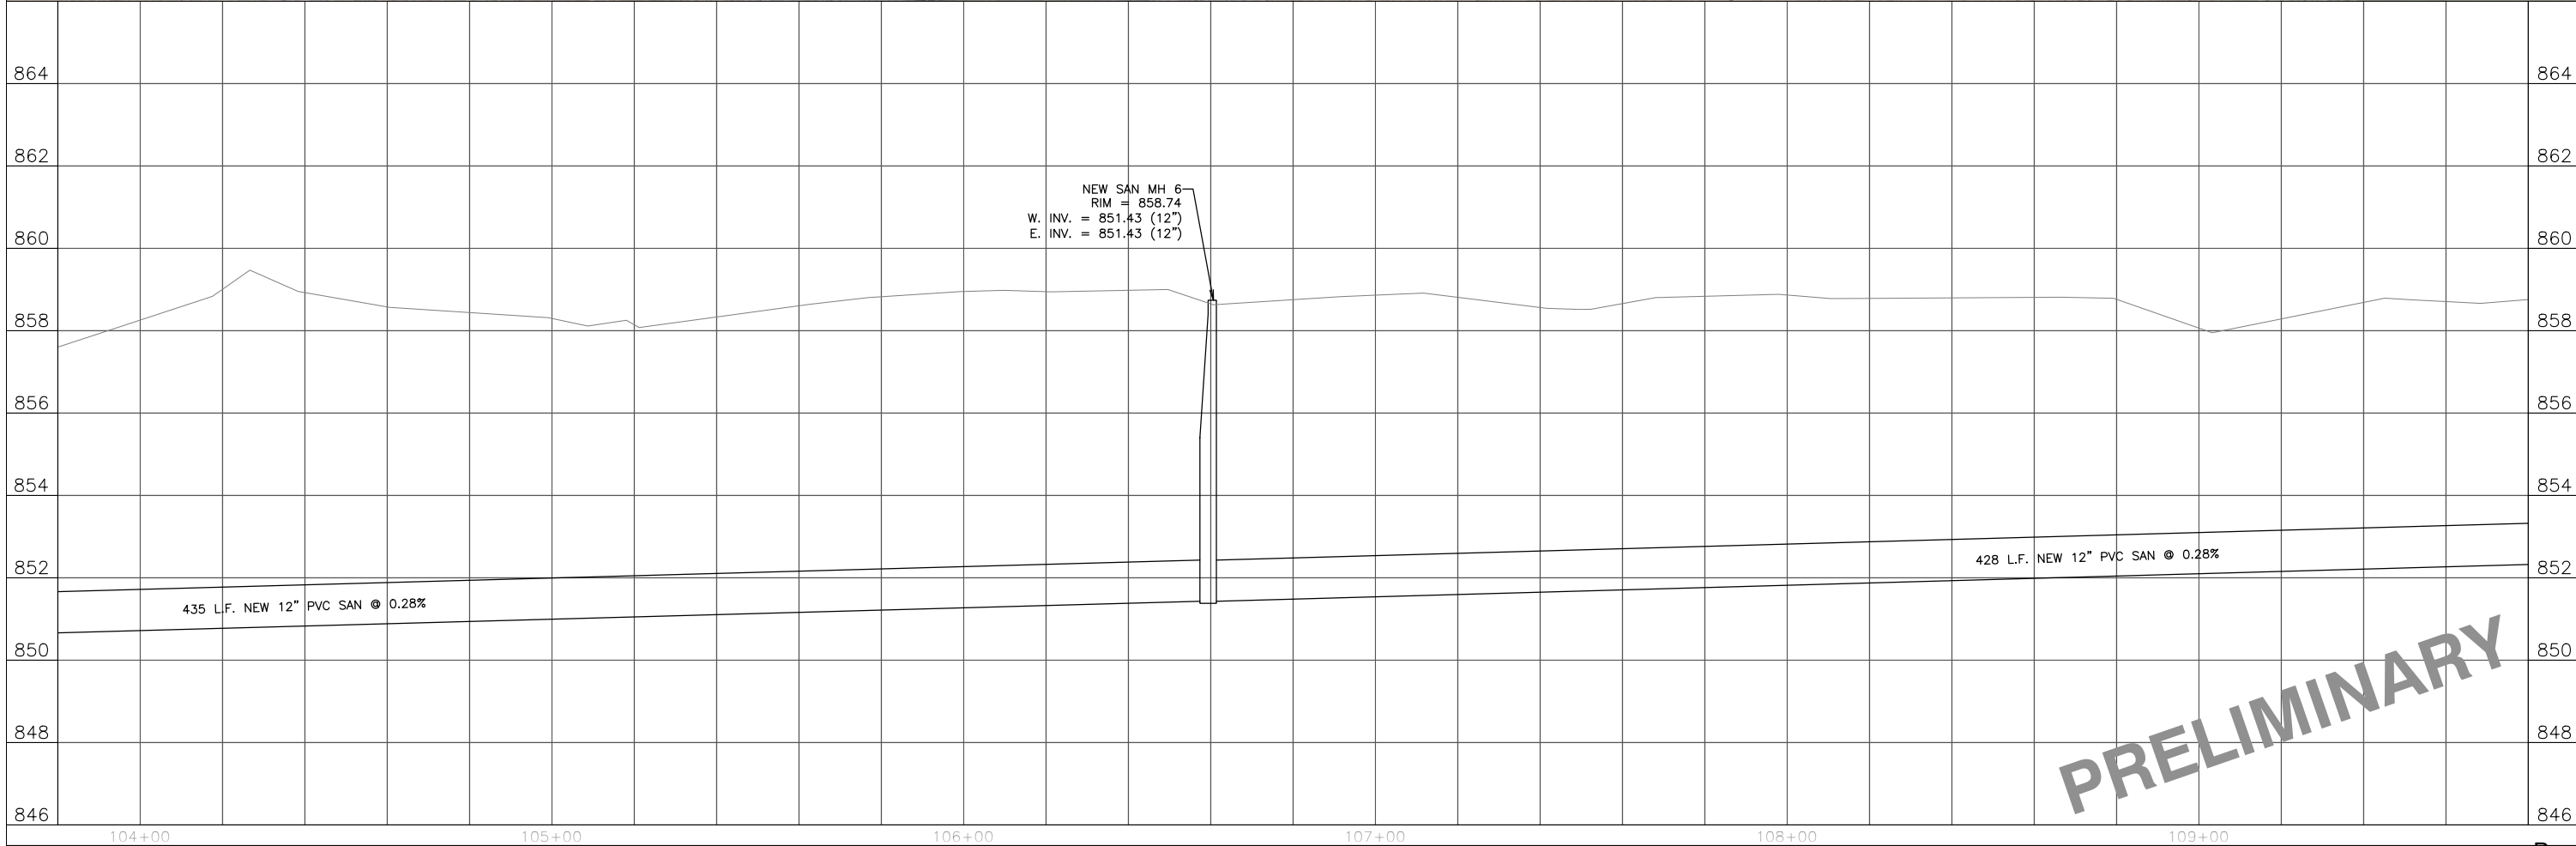 864 864
862 862
NEW SAN MH 6
RIM = 858.74
W. INV. = 851.43 (12")
E. INV. = 851.43 (12")
860 860
858 858
856 856
854 854
428 L.F. NEW 12" PVC SAN @ 0.28%
852 852
435 L.F. NEW 12" PVC SAN @ 0.28%
850 850
PRELIMINARY
848 848
846 846
104+00 105+00 106+00 107+00 108+00 109+00